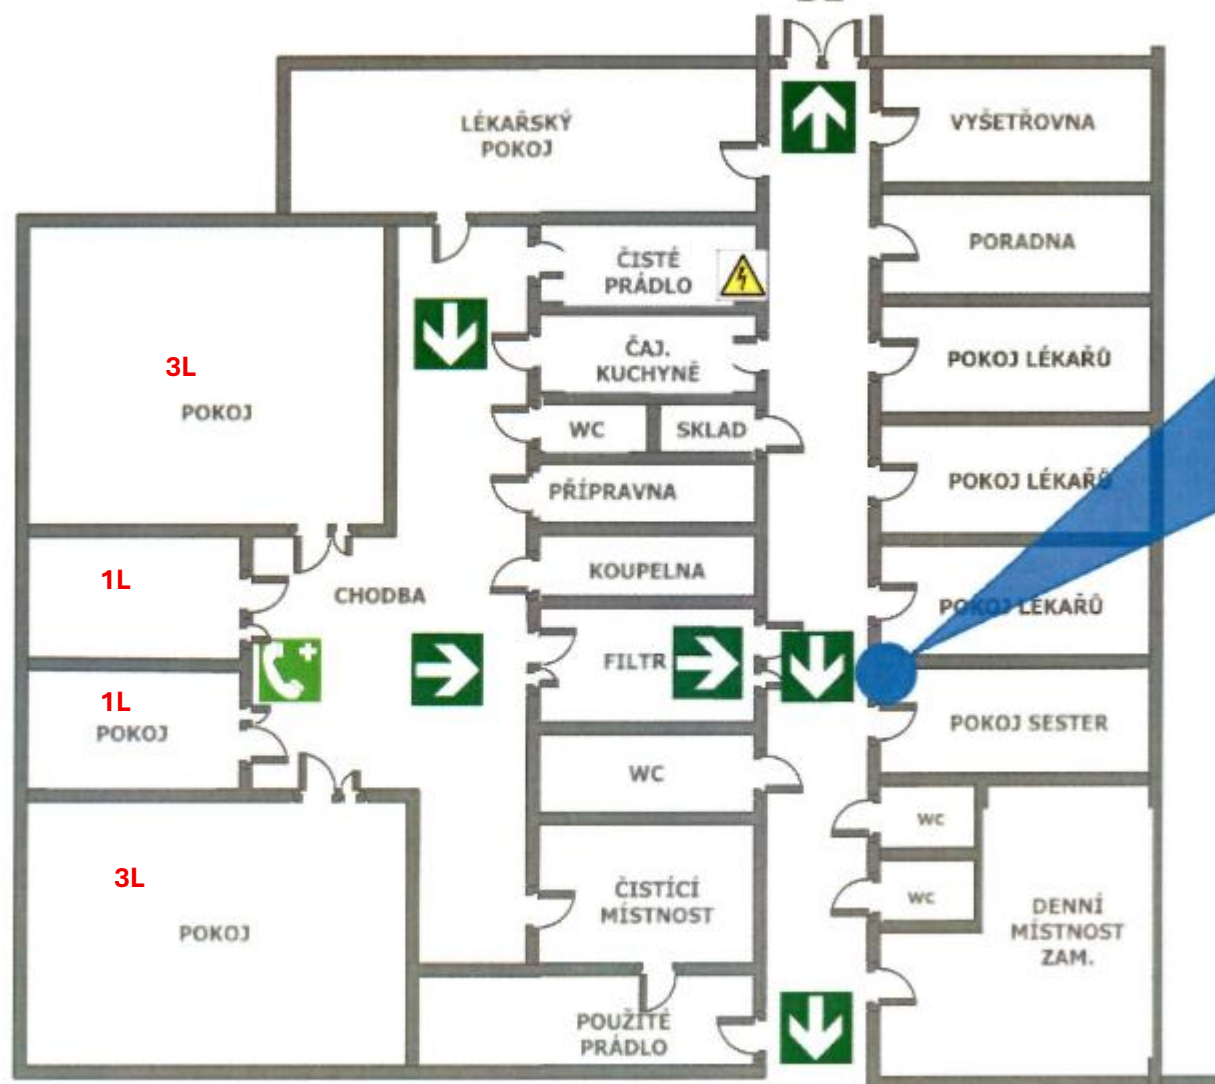 LÉKAŘSKÝ
POKOJ
VYŠETŘOVNA
PORADNA
ČISTÉ
PRÁDLO
3L
POKOJ
ČAJ.
KUCHYNĚ
POKOJ LÉKAŘŮ
WC
SKLAD
PŘÍPRAVNA
POKOJ LÉKAŘŮ
1L
CHODBA
KOUPELNA
POKOJ LÉKAŘŮ
FILTR
1L
POKOJ
POKOJ SESTER
WC
WC
3L
POKOJ
ČISTÍCÍ
MÍSTNOST
WC
DENNÍ
MÍSTNOST
ZAM.
POUŽITÉ
PRÁDLO